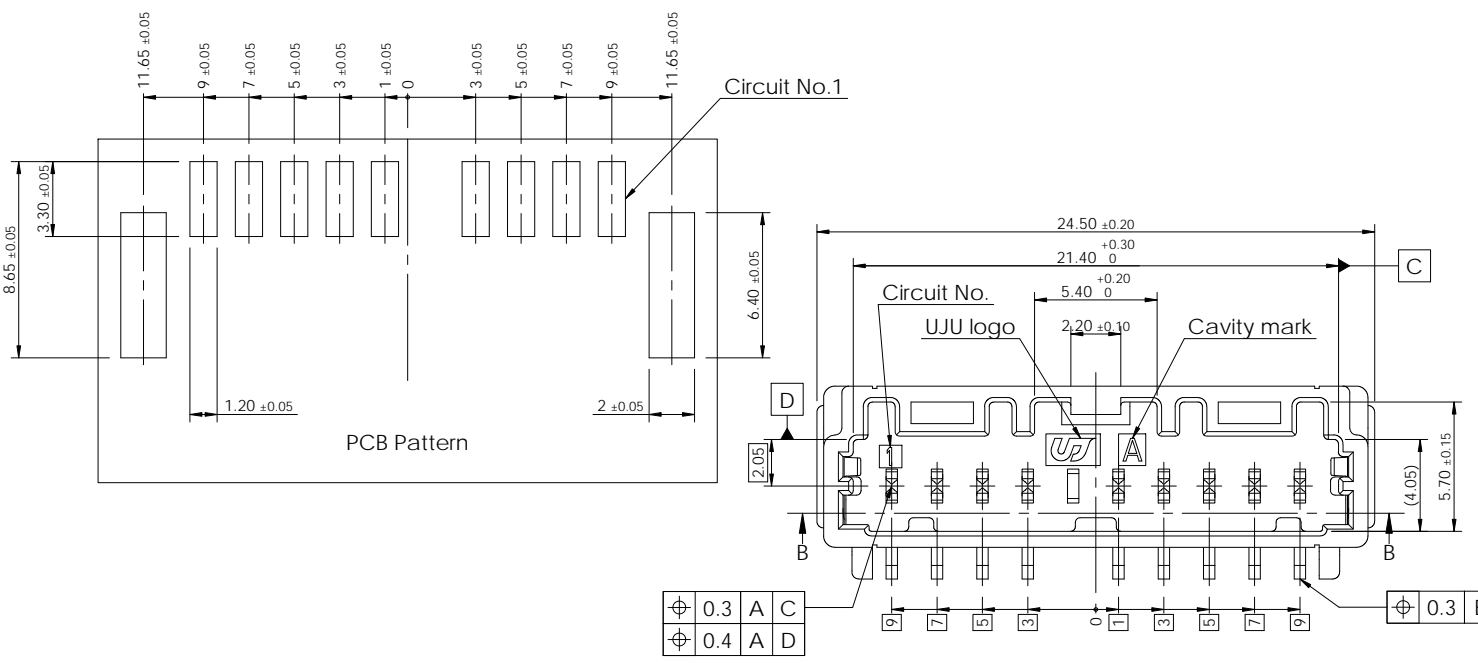 11.65 ±0.05
9 ±0.05
7 ±0.05
5 ±0.05
3 ±0.05
1 ±0.05
0
3 ±0.05
5 ±0.05
7 ±0.05
9 ±0.05
11.65 ±0.05
Circuit No.1
8.65 ±0.05
3.30 ±0.05
6.40 ±0.05
1.20 ±0.05
2 ±0.05
PCB Pattern
24.50 ±0.20
21.40 +0.30 0
C
5.40 +0.20 0
Circuit No.
2.20 ±0.10
UJU logo
Cavity mark
D
2.05
1
A
(4.05)
5.70 ±0.15
B
B
0.3 A C
0.4 A D
9
7
5
3
0
1
3
5
7
9
0.3